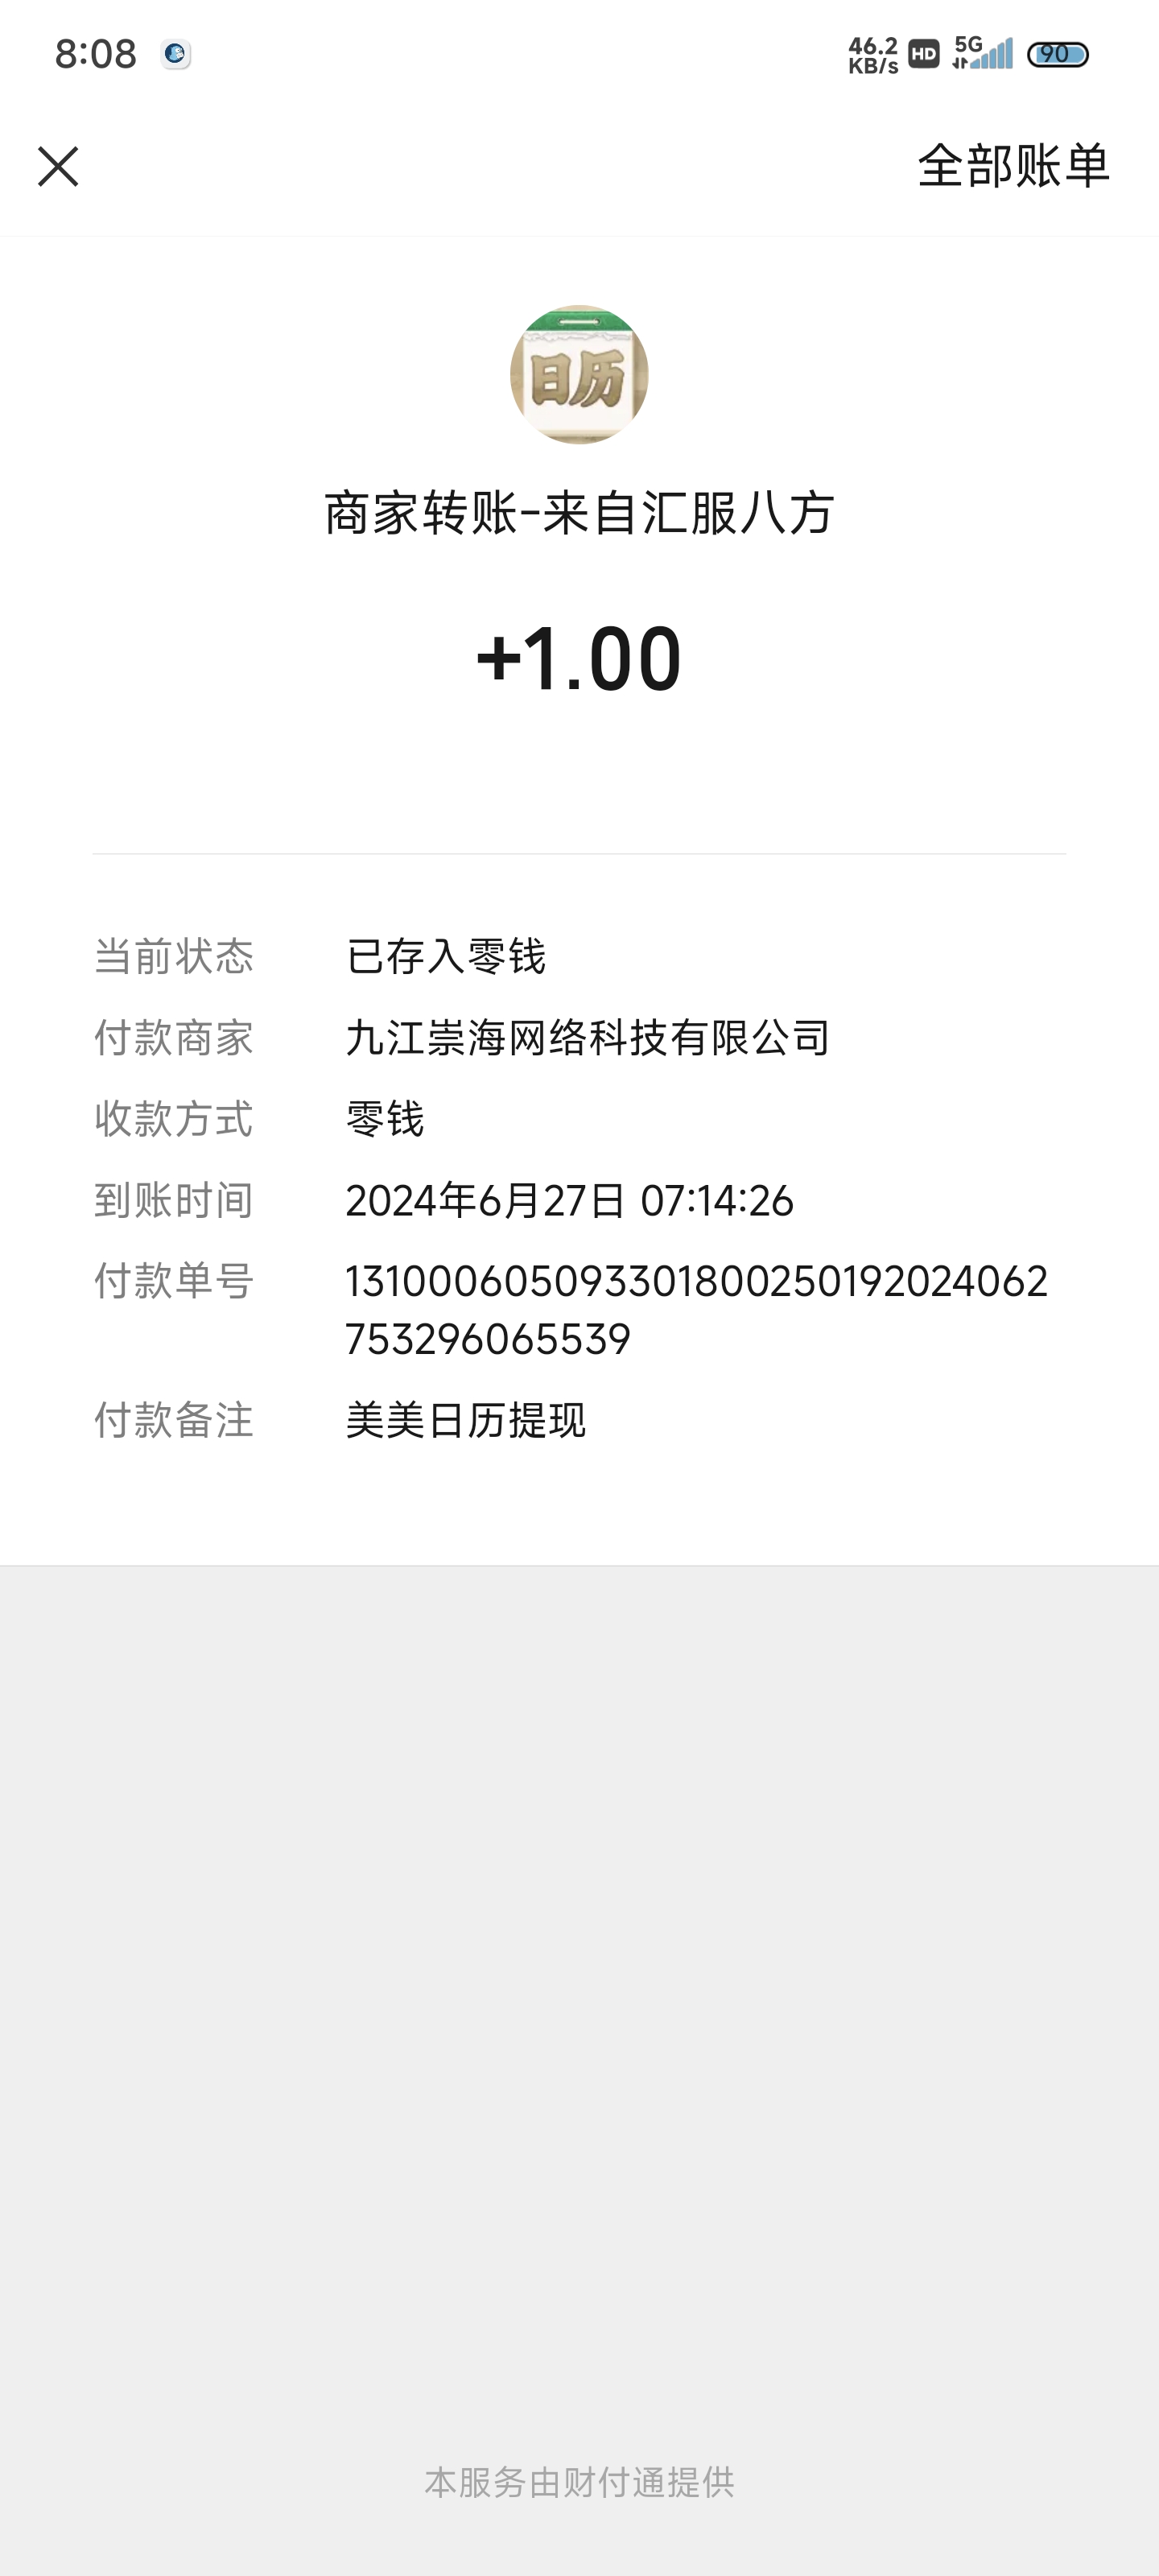 8:08
46.2 KB/s HD 5G 90
全部账单
日历
商家转账-来自汇服八方
+1.00
当前状态 已存入零钱
付款商家 九江崇海网络科技有限公司
收款方式 零钱
到账时间 2024年6月27日 07:14:26
付款单号 131000605093301800250192024062
753296065539
付款备注 美美日历提现
本服务由财付通提供